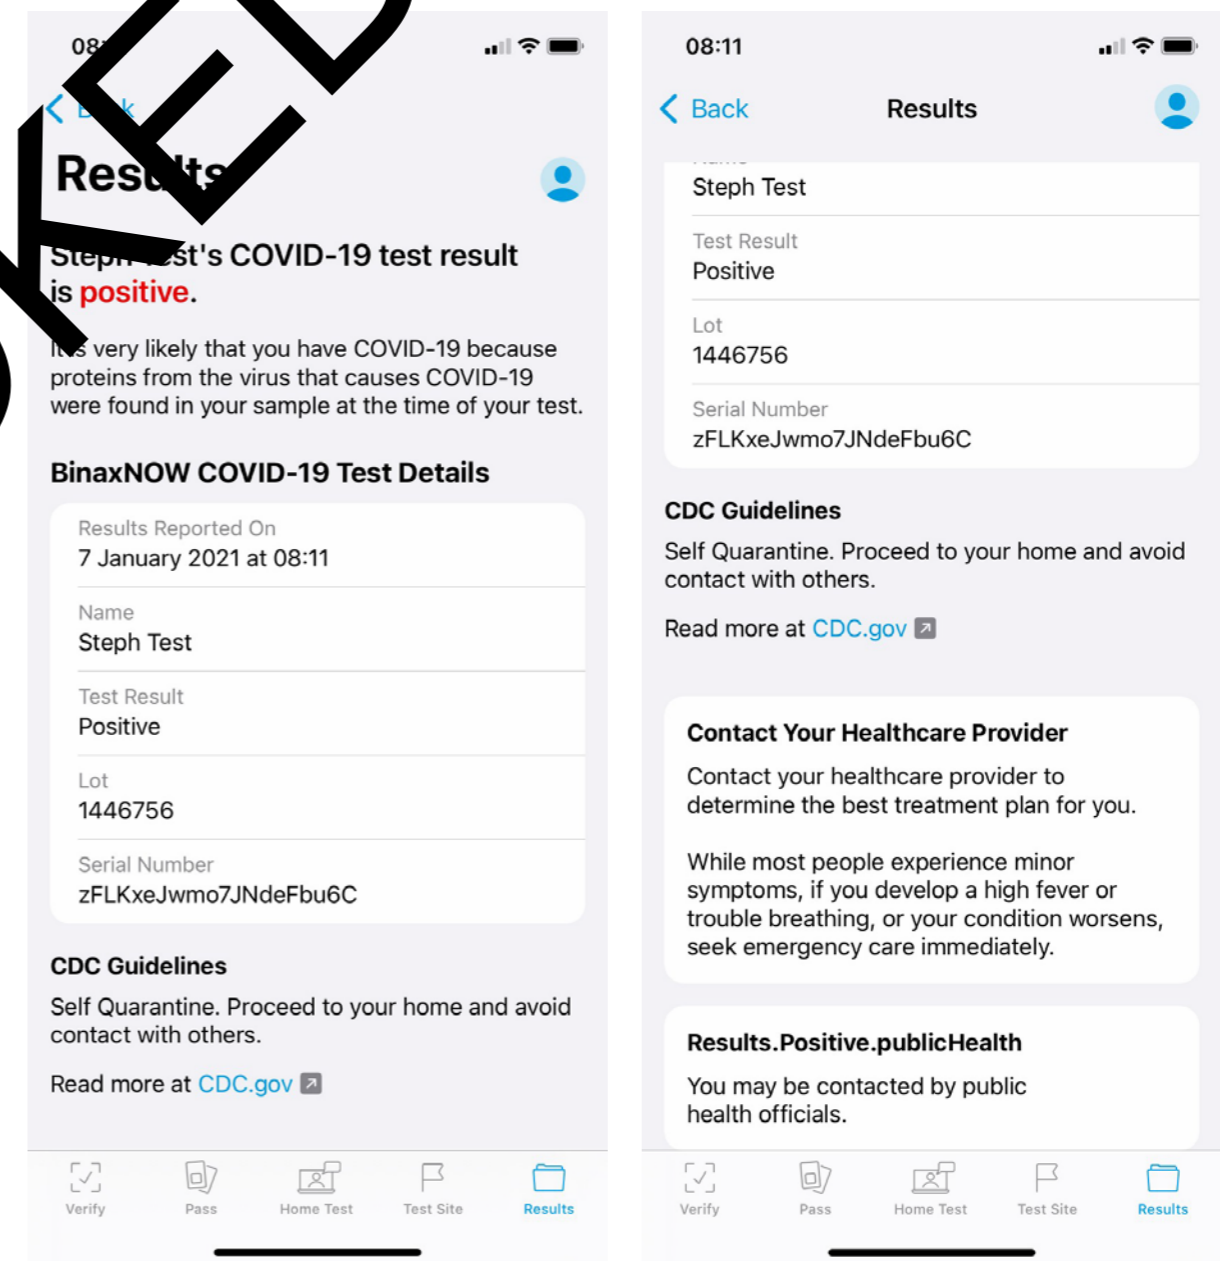 08:
Back
Results
Steph Test's COVID-19 test result
is positive.
It is very likely that you have COVID-19 because
proteins from the virus that causes COVID-19
were found in your sample at the time of your test.
BinaxNOW COVID-19 Test Details
Results Reported On
7 January 2021 at 08:11
Name
Steph Test
Test Result
Positive
Lot
1446756
Serial Number
zFLKxeJwmo7JNdeFbu6C
CDC Guidelines
Self Quarantine. Proceed to your home and avoid
contact with others.
Read more at CDC.gov
Verify Pass Home Test Test Site Results
08:11
Back Results
Name
Steph Test
Test Result
Positive
Lot
1446756
Serial Number
zFLKxeJwmo7JNdeFbu6C
CDC Guidelines
Self Quarantine. Proceed to your home and avoid
contact with others.
Read more at CDC.gov
Contact Your Healthcare Provider
Contact your healthcare provider to
determine the best treatment plan for you.
While most people experience minor
symptoms, if you develop a high fever or
trouble breathing, or your condition worsens,
seek emergency care immediately.
Results.Positive.publicHealth
You may be contacted by public
health officials.
Verify Pass Home Test Test Site Results
KED